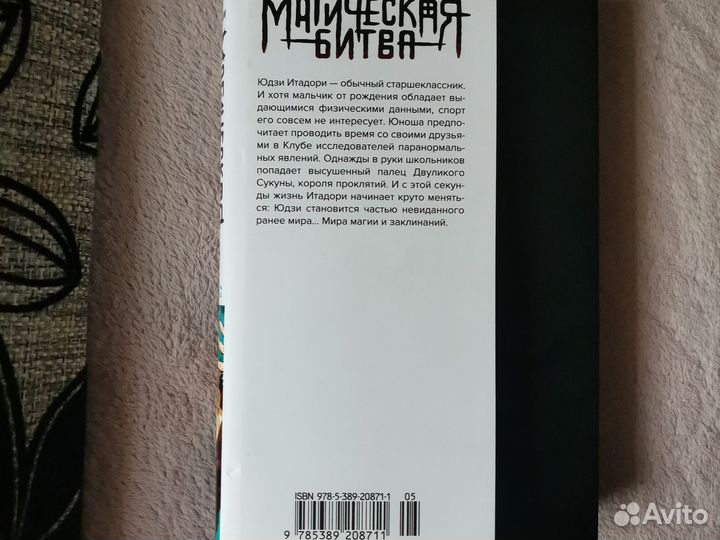 МАГИЧЕСКАЯ
БИТВА
Юдзи Итадори — обычный старшеклассник.
И хотя мальчик от рождения обладает вы-
дающимися физическими данными, спорт
его совсем не интересует. Юноша предпо-
читает проводить время со своими друзья-
ми в Клубе исследователей паранормаль-
ных явлений. Однажды в руки школьников
попадает высушенный палец Двуликого
Сукуны, короля проклятий. И с этой секун-
ды жизнь Итадори начинает круто менять-
ся: Юдзи становится частью невиданного
ранее мира... Мира магии и заклинаний.
ISBN 978-5-389-20871-1 05
9 785389 208711
Avito